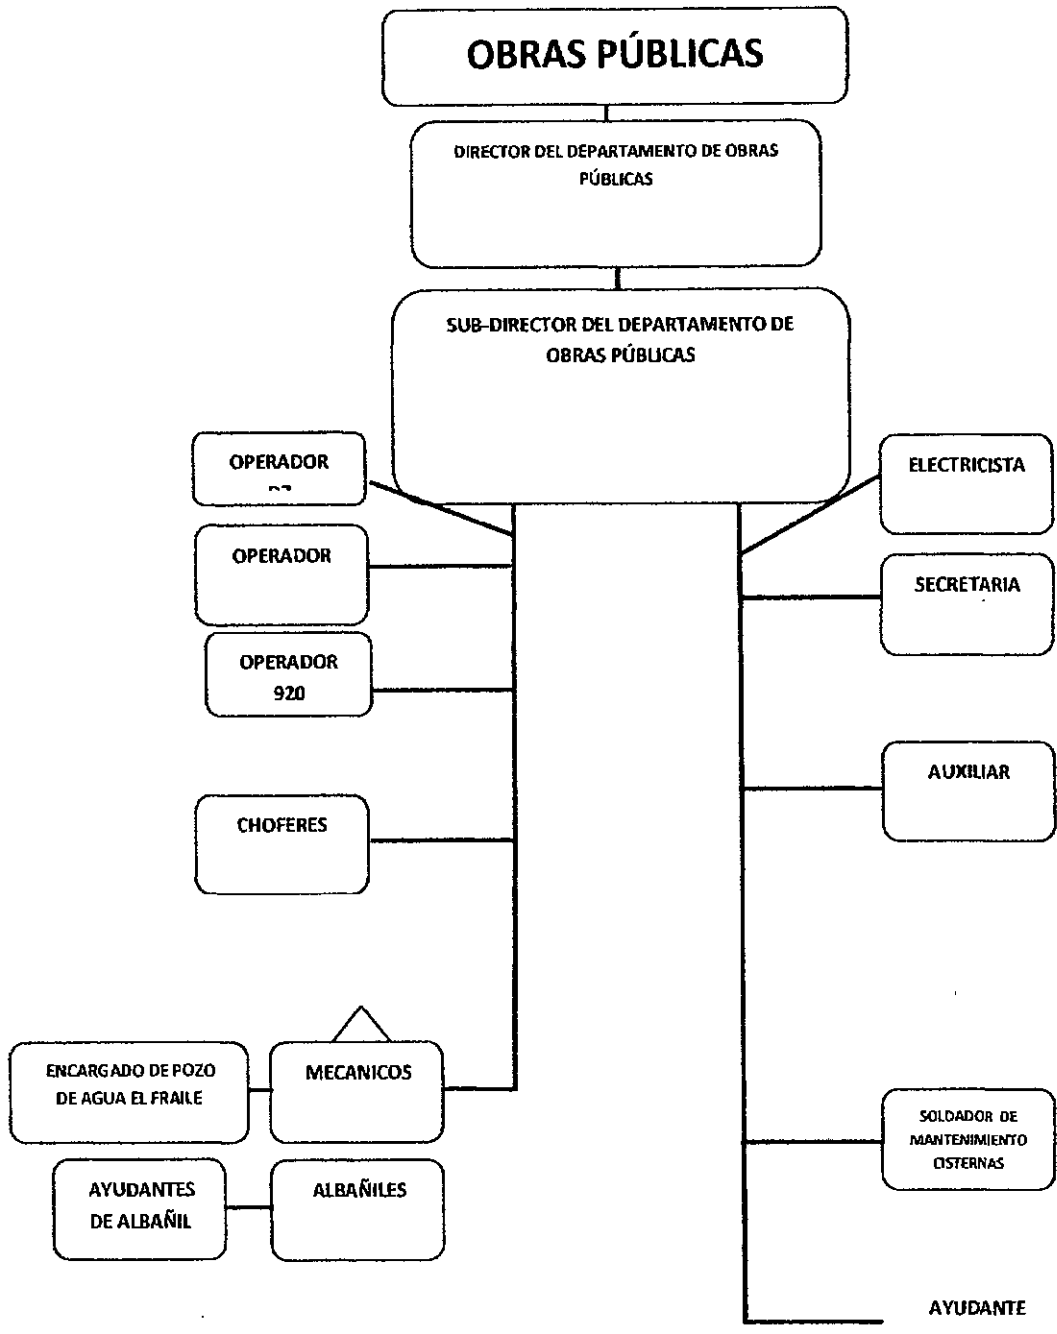 OBRAS PÚBLICAS
DIRECTOR DEL DEPARTAMENTO DE OBRAS
PÚBLICAS
SUB-DIRECTOR DEL DEPARTAMENTO DE
OBRAS PÚBLICAS
OPERADOR
OPERADOR
OPERADOR
920
CHOFERES
ENCARGADO DE POZO
DE AGUA EL FRAILE
MECANICOS
AYUDANTES
DE ALBAÑIL
ALBAÑILES
ELECTRICISTA
SECRETARIA
AUXILIAR
SOLDADOR DE
MANTENIMIENTO
CISTERNAS
AYUDANTE